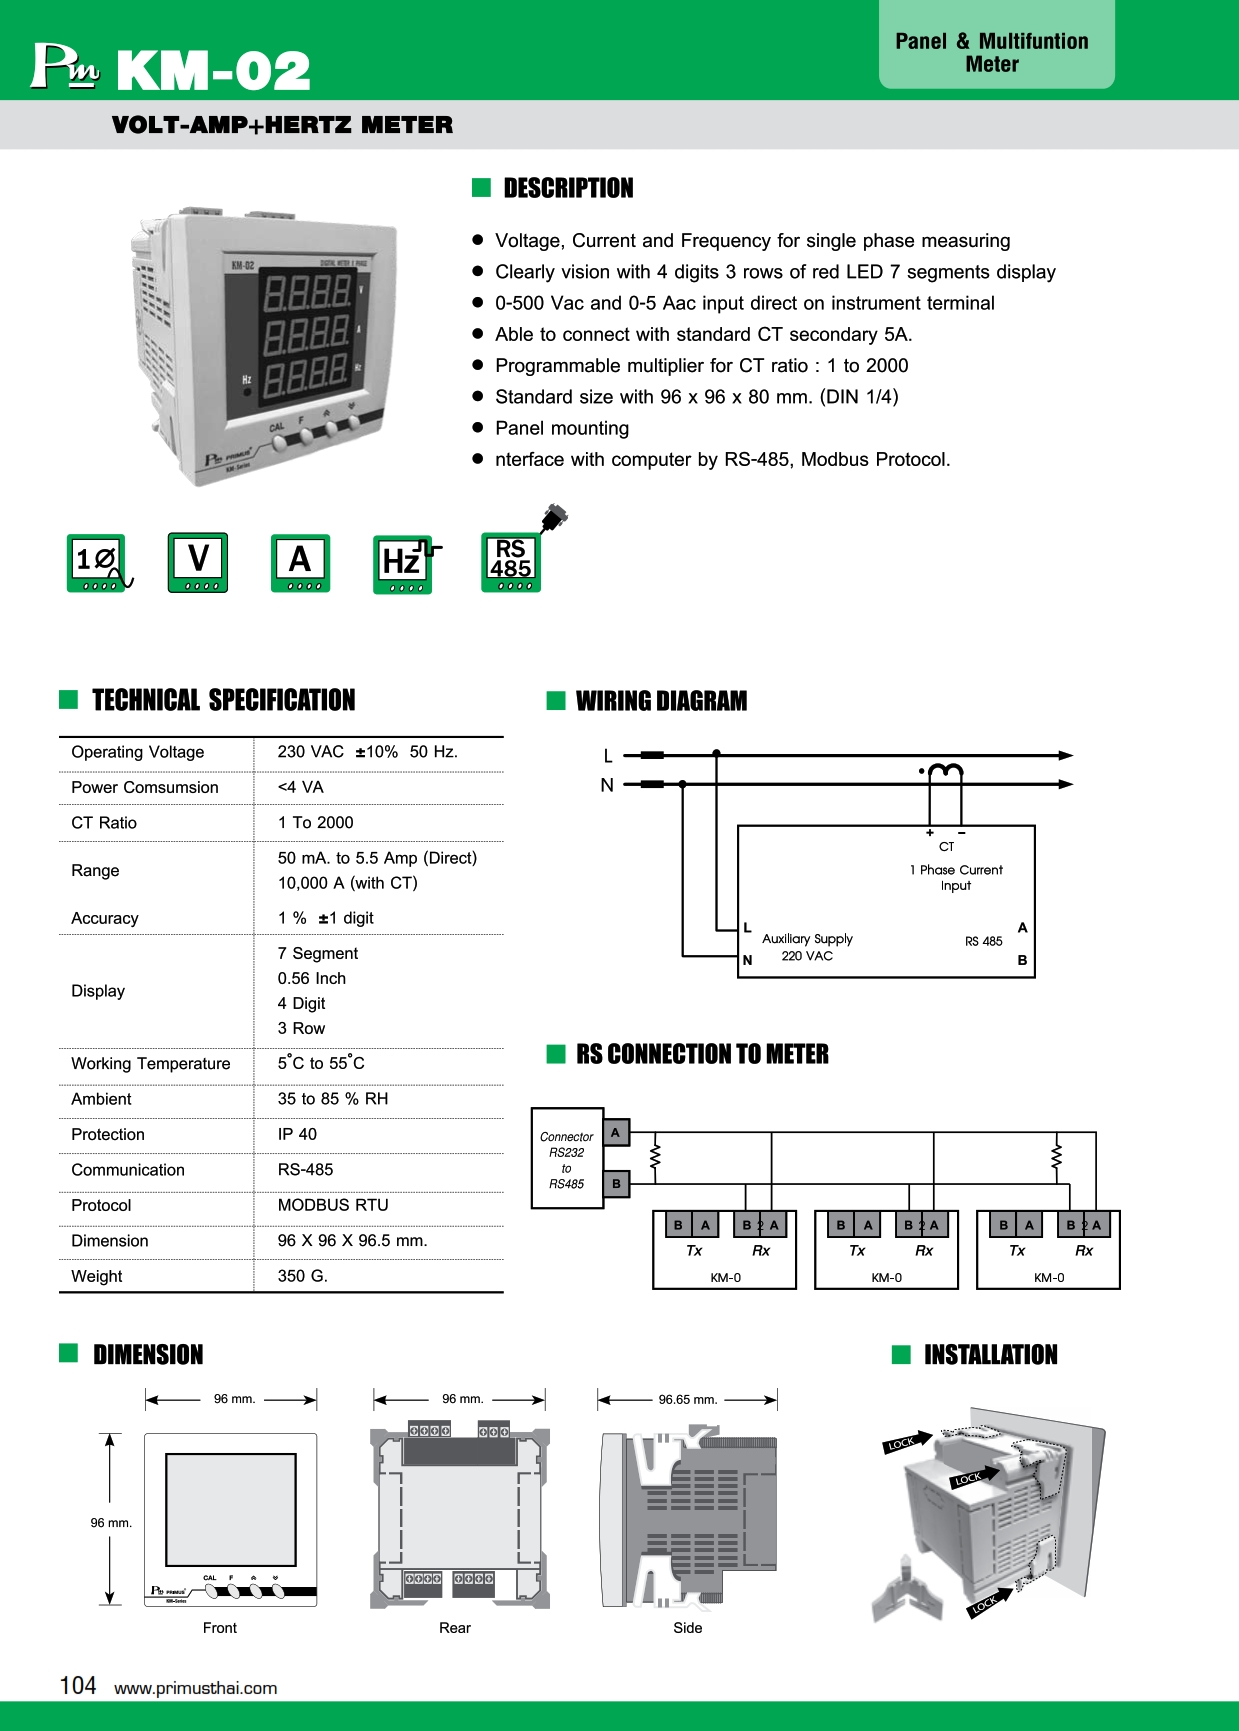 Panel & Multifuntion
Meter
Pm KM-02
VOLT-AMP+HERTZ METER
DESCRIPTION
● Voltage, Current and Frequency for single phase measuring
● Clearly vision with 4 digits 3 rows of red LED 7 segments display
● 0-500 Vac and 0-5 Aac input direct on instrument terminal
● Able to connect with standard CT secondary 5A.
● Programmable multiplier for CT ratio : 1 to 2000
● Standard size with 96 x 96 x 80 mm. (DIN 1/4)
● Panel mounting
● nterface with computer by RS-485, Modbus Protocol.
KM-02 DIGITAL METER 1 PHASE
8.8.8.8. V
8.8.8.8. A
8.8.8.8. Hz
Hz
CAL F
Pm PRIMUS
KM-Series
1Ø
V
A
Hz
RS
485
TECHNICAL SPECIFICATION
Operating Voltage 230 VAC ±10% 50 Hz.
Power Comsumsion <4 VA
CT Ratio 1 To 2000
Range 50 mA. to 5.5 Amp (Direct)
10,000 A (with CT)
Accuracy 1 % ±1 digit
Display 7 Segment
0.56 Inch
4 Digit
3 Row
Working Temperature 5˚C to 55˚C
Ambient 35 to 85 % RH
Protection IP 40
Communication RS-485
Protocol MODBUS RTU
Dimension 96 X 96 X 96.5 mm.
Weight 350 G.
WIRING DIAGRAM
L
N
+ −
CT
1 Phase Current
Input
L
Auxiliary Supply
220 VAC
N
RS 485
A
B
RS CONNECTION TO METER
Connector
RS232
to
RS485
A
B
B A B 2 A
Tx Rx
KM-0
B A B 2 A
Tx Rx
KM-0
B A B 2 A
Tx Rx
KM-0
DIMENSION
96 mm.
96 mm.
CAL F
Pm PRIMUS
KM-Series
Front
96 mm.
Rear
96.65 mm.
Side
INSTALLATION
LOCK
LOCK
LOCK
104 www.primusthai.com